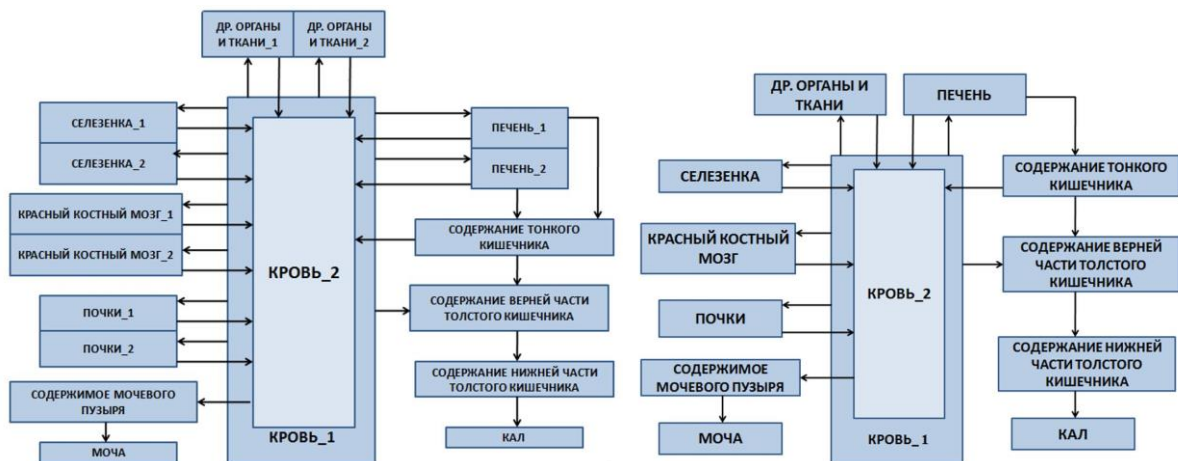 ДР. ОРГАНЫ
И ТКАНИ_1
ДР. ОРГАНЫ
И ТКАНИ_2
СЕЛЕЗЕНКА_1
СЕЛЕЗЕНКА_2
КРАСНЫЙ КОСТНЫЙ МОЗГ_1
КРАСНЫЙ КОСТНЫЙ МОЗГ_2
ПОЧКИ_1
ПОЧКИ_2
СОДЕРЖИМОЕ МОЧЕВОГО
ПУЗЫРЯ
МОЧА
КРОВЬ_2
КРОВЬ_1
ПЕЧЕНЬ_1
ПЕЧЕНЬ_2
СОДЕРЖАНИЕ ТОНКОГО
КИШЕЧНИКА
СОДЕРЖАНИЕ ВЕРНЕЙ ЧАСТИ
ТОЛСТОГО КИШЕЧНИКА
СОДЕРЖАНИЕ НИЖНЕЙ ЧАСТИ
ТОЛСТОГО КИШЕЧНИКА
КАЛ
ДР. ОРГАНЫ И
ТКАНИ
ПЕЧЕНЬ
СЕЛЕЗЕНКА
КРАСНЫЙ КОСТНЫЙ
МОЗГ
ПОЧКИ
СОДЕРЖИМОЕ
МОЧЕВОГО ПУЗЫРЯ
МОЧА
КРОВЬ_2
КРОВЬ_1
СОДЕРЖАНИЕ ТОНКОГО
КИШЕЧНИКА
СОДЕРЖАНИЕ ВЕРНЕЙ
ЧАСТИ ТОЛСТОГО
КИШЕЧНИКА
СОДЕРЖАНИЕ НИЖНЕЙ
ЧАСТИ ТОЛСТОГО
КИШЕЧНИКА
КАЛ